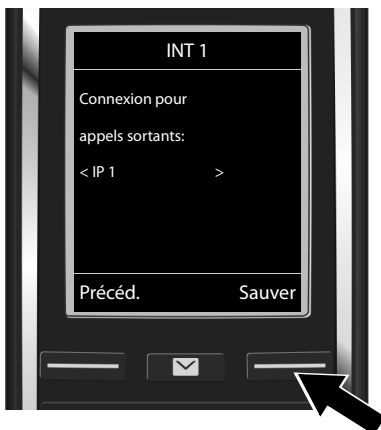 INT 1
Connexion pour
appels sortants:
< IP 1 >
Précéd. Sauver